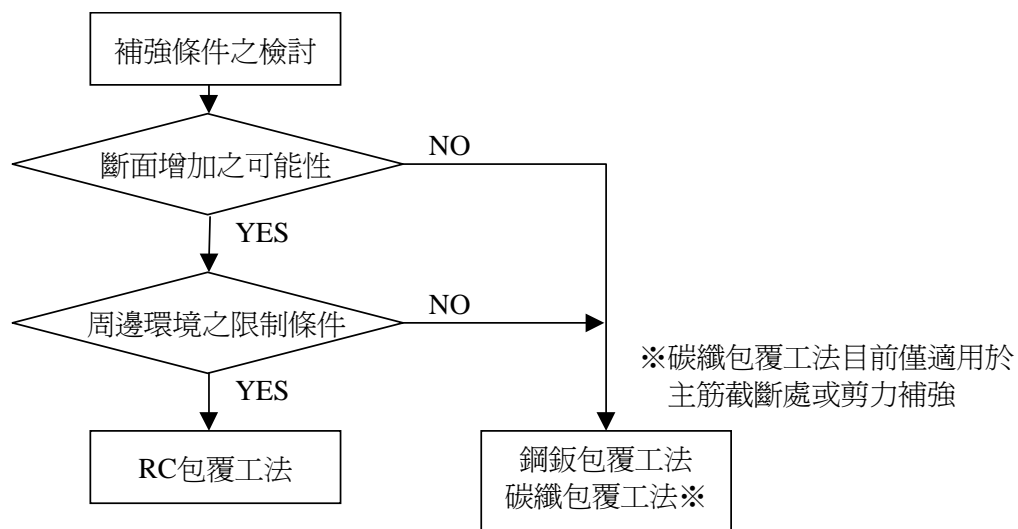 補強條件之檢討
斷面增加之可能性
NO
YES
周邊環境之限制條件
NO
※碳纖包覆工法目前僅適用於
主筋截斷處或剪力補強
YES
RC包覆工法
鋼鈑包覆工法
碳纖包覆工法※